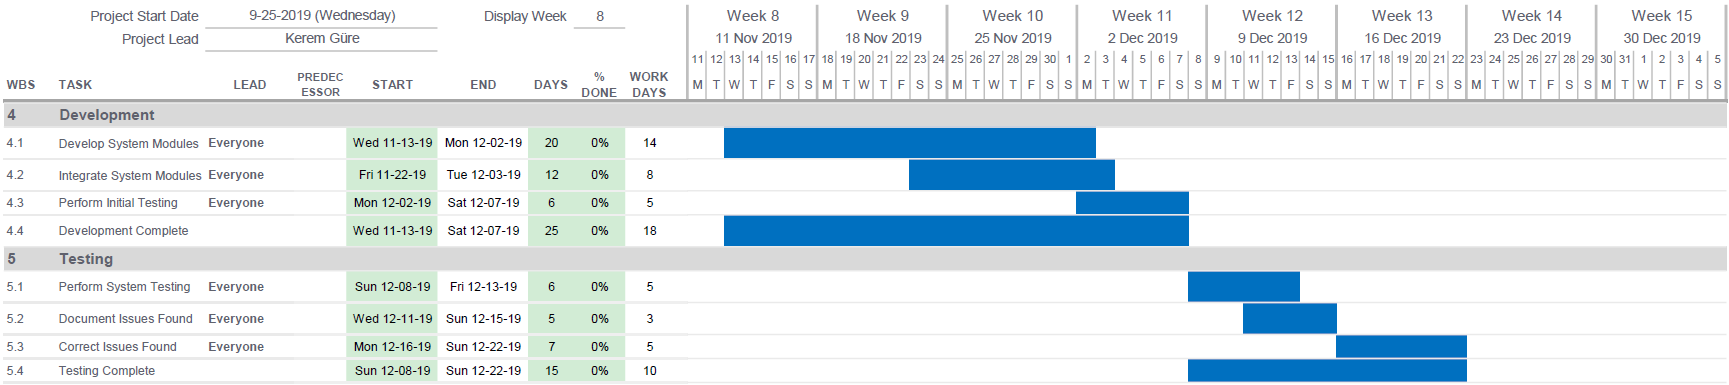 Project Start Date 9-25-2019 (Wednesday) Display Week 8 Week 8 Week 9 Week 10 Week 11 Week 12 Week 13 Week 14 Week 15
Project Lead Kerem Güre 11 Nov 2019 18 Nov 2019 25 Nov 2019 2 Dec 2019 9 Dec 2019 16 Dec 2019 23 Dec 2019 30 Dec 2019
11 12 13 14 15 16 17 18 19 20 21 22 23 24 25 26 27 28 29 30 1 2 3 4 5 6 7 8 9 10 11 12 13 14 15 16 17 18 19 20 21 22 23 24 25 26 27 28 29 30 31 1 2 3 4 5
WBS TASK LEAD PREDEC ESSOR START END DAYS % DONE WORK DAYS M T W T F S S M T W T F S S M T W T F S S M T W T F S S M T W T F S S M T W T F S S M T W T F S S M T W T F S S
4 Development
4.1 Develop System Modules Everyone Wed 11-13-19 Mon 12-02-19 20 0% 14
4.2 Integrate System Modules Everyone Fri 11-22-19 Tue 12-03-19 12 0% 8
4.3 Perform Initial Testing Everyone Mon 12-02-19 Sat 12-07-19 6 0% 5
4.4 Development Complete Wed 11-13-19 Sat 12-07-19 25 0% 18
5 Testing
5.1 Perform System Testing Everyone Sun 12-08-19 Fri 12-13-19 6 0% 5
5.2 Document Issues Found Everyone Wed 12-11-19 Sun 12-15-19 5 0% 3
5.3 Correct Issues Found Everyone Mon 12-16-19 Sun 12-22-19 7 0% 5
5.4 Testing Complete Sun 12-08-19 Sun 12-22-19 15 0% 10